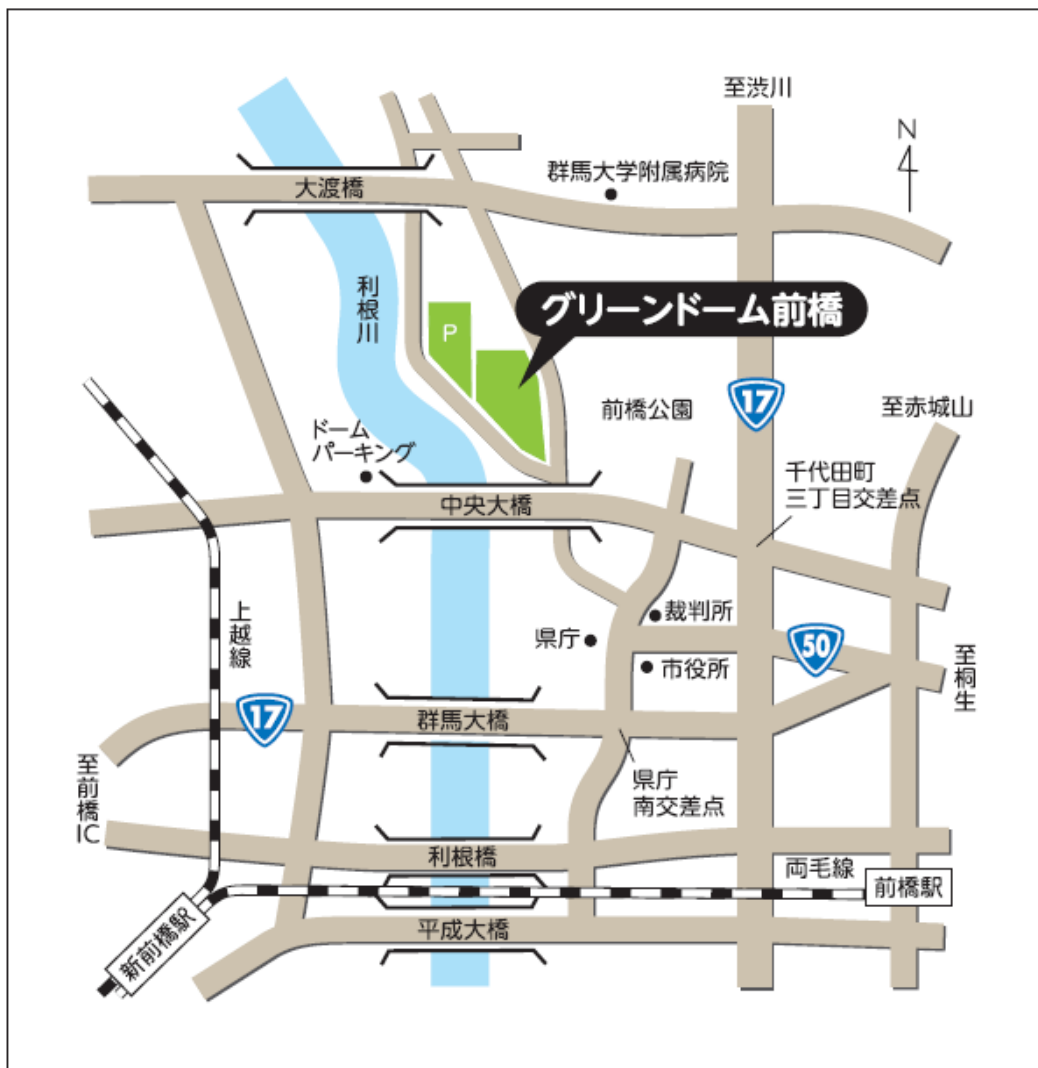 至渋川
N
群馬大学附属病院
大渡橋
利根川
グリーンドーム前橋
P
17
前橋公園
至赤城山
ドーム
パーキング
千代田町
三丁目交差点
中央大橋
上越線
裁判所
県庁
50
市役所
至桐生
17
群馬大橋
至前橋IC
県庁
南交差点
利根橋
両毛線
前橋駅
平成大橋
新前橋駅